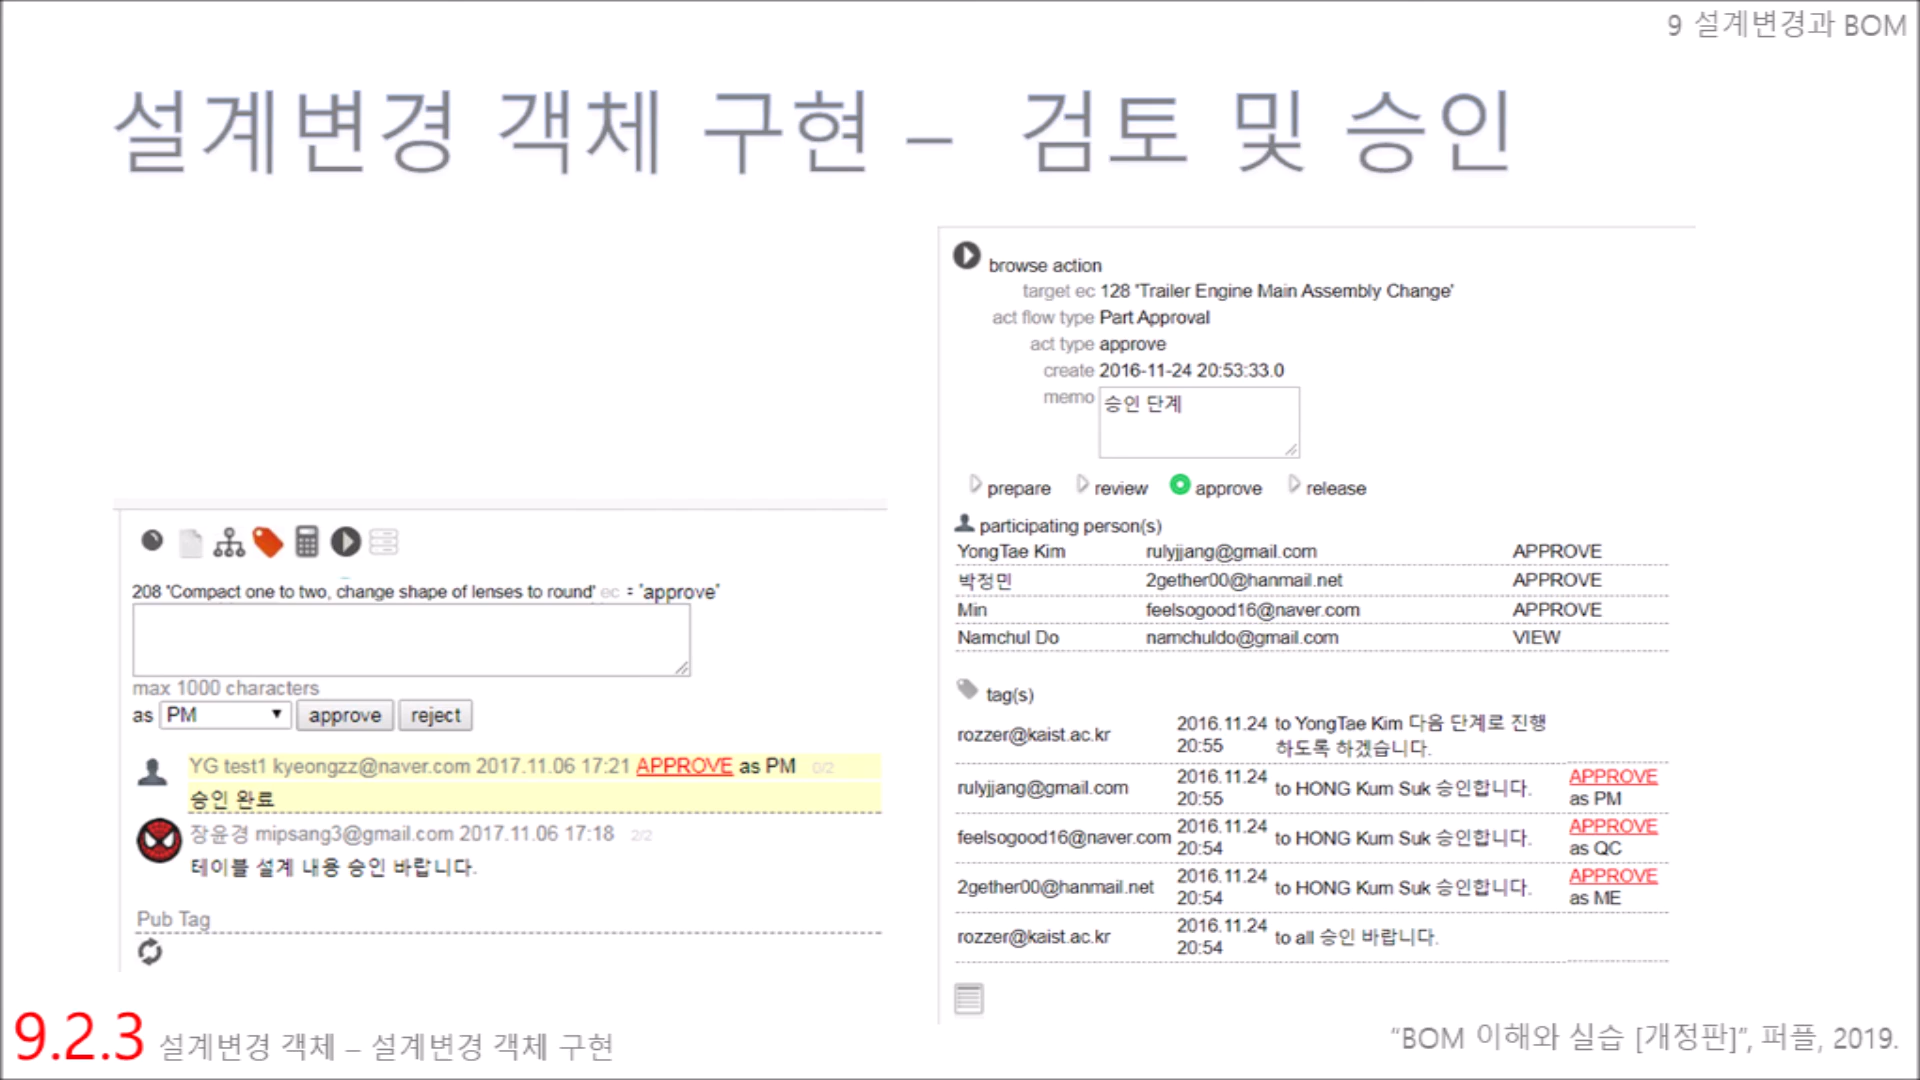 9 설계변경과 BOM
설계변경 객체 구현 – 검토 및 승인
208 'Compact one to two, change shape of lenses to round' ec : 'approve'
max 1000 characters
as PM approve reject
YG test1 kyeongzz@naver.com 2017.11.06 17:21 APPROVE as PM 0/2
승인 완료
장윤경 mipsang3@gmail.com 2017.11.06 17:18 2/2
테이블 설계 내용 승인 바랍니다.
Pub Tag
browse action
target ec 128 'Trailer Engine Main Assembly Change'
act flow type Part Approval
act type approve
create 2016-11-24 20:53:33.0
memo 승인 단계
prepare review approve release
participating person(s)
YongTae Kim rulyjjang@gmail.com APPROVE
박정민 2gether00@hanmail.net APPROVE
Min feelsogood16@naver.com APPROVE
Namchul Do namchuldo@gmail.com VIEW
tag(s)
rozzer@kaist.ac.kr 2016.11.24 20:55 to YongTae Kim 다음 단계로 진행
하도록 하겠습니다.
rulyjjang@gmail.com 2016.11.24 20:55 to HONG Kum Suk 승인합니다. APPROVE as PM
feelsogood16@naver.com 2016.11.24 20:54 to HONG Kum Suk 승인합니다. APPROVE as QC
2gether00@hanmail.net 2016.11.24 20:54 to HONG Kum Suk 승인합니다. APPROVE as ME
rozzer@kaist.ac.kr 2016.11.24 20:54 to all 승인 바랍니다.
9.2.3 설계변경 객체 – 설계변경 객체 구현
“BOM 이해와 실습 [개정판]”, 퍼플, 2019.